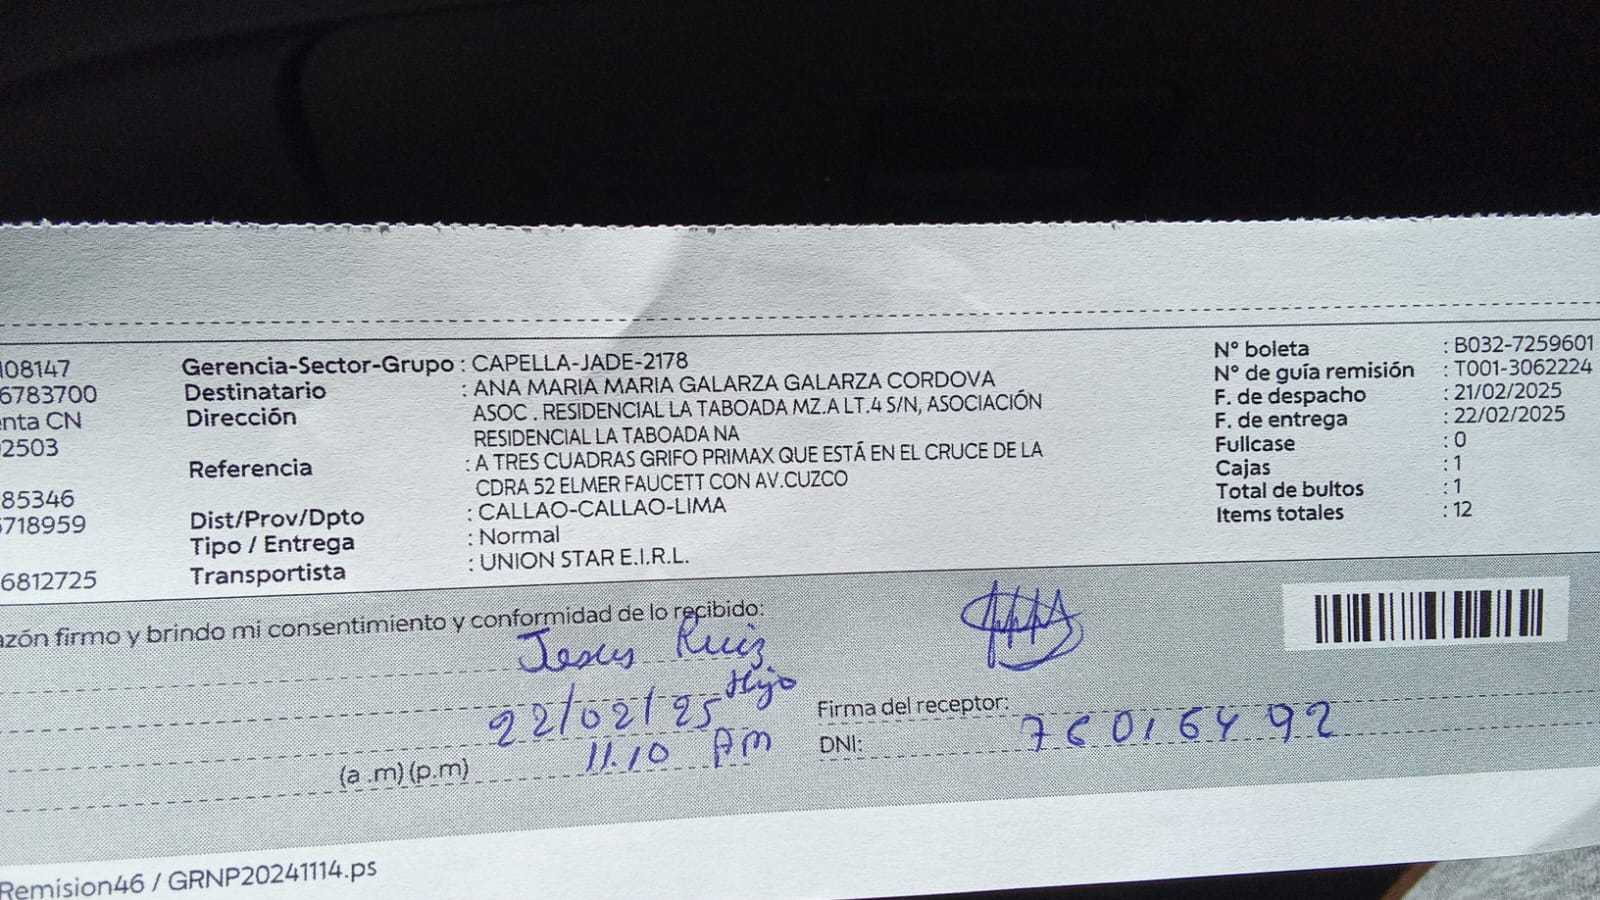 108147
6783700
enta CN
2503
85346
6718959
6812725
Gerencia-Sector-Grupo : CAPELLA-JADE-2178
Destinatario : ANA MARIA MARIA GALARZA GALARZA CORDOVA
Dirección ASOC . RESIDENCIAL LA TABOADA MZ.A LT.4 S/N, ASOCIACIÓN
RESIDENCIAL LA TABOADA NA
Referencia : A TRES CUADRAS GRIFO PRIMAX QUE ESTÁ EN EL CRUCE DE LA
CDRA 52 ELMER FAUCETT CON AV.CUZCO
Dist/Prov/Dpto : CALLAO-CALLAO-LIMA
Tipo / Entrega : Normal
Transportista : UNION STAR E.I.R.L.
N° boleta : B032-7259601
N° de guía remisión : T001-3062224
F. de despacho : 21/02/2025
F. de entrega : 22/02/2025
Fullcase : 0
Cajas : 1
Total de bultos : 1
Items totales : 12
azón firmo y brindo mi consentimiento y conformidad de lo recibido:
Jesus Ruiz
Hijo
22/02/25
(a .m) (p.m) 11.10 AM
Firma del receptor:
DNI: 76016492
Remision46 / GRNP20241114.ps